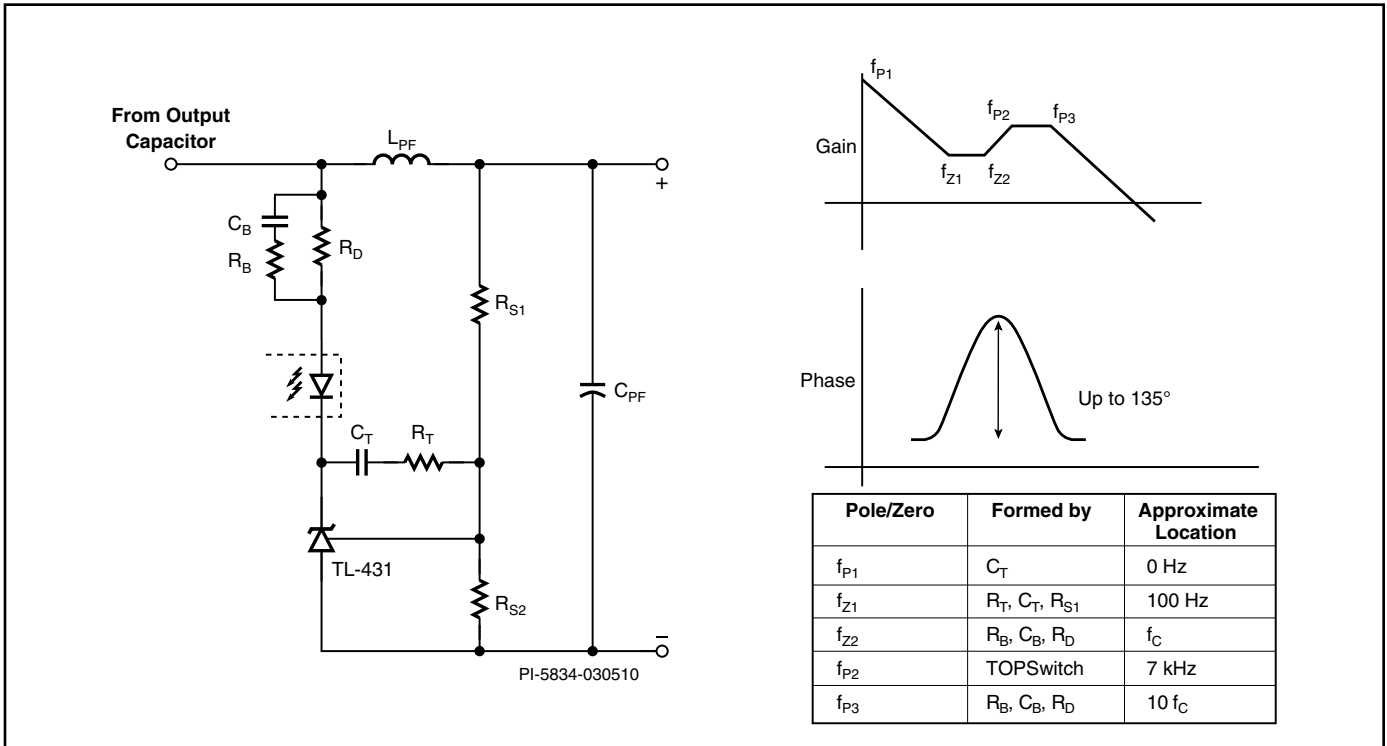 From Output
Capacitor
L_PF
+
C_B
R_B
R_D
R_S1
C_PF
C_T
R_T
TL-431
R_S2
–
PI-5834-030510
Gain
f_P1
f_P2
f_P3
f_Z1
f_Z2
Phase
Up to 135°
Pole/Zero Formed by Approximate Location
f_P1 C_T 0 Hz
f_Z1 R_T, C_T, R_S1 100 Hz
f_Z2 R_B, C_B, R_D f_C
f_P2 TOPSwitch 7 kHz
f_P3 R_B, C_B, R_D 10 f_C